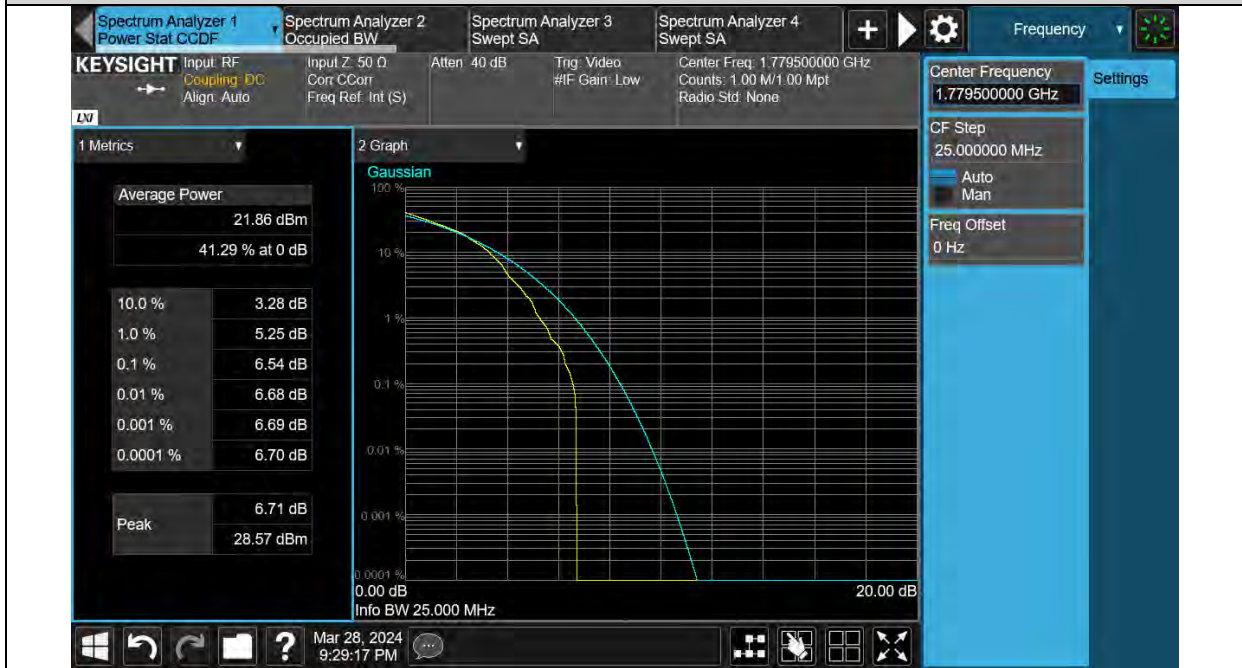 Spectrum Analyzer 1
Power Stat CCDF
Spectrum Analyzer 2
Occupied BW
Spectrum Analyzer 3
Swept SA
Spectrum Analyzer 4
Swept SA
Frequency
KEYSIGHT
LXI
Input: RF
Coupling: DC
Align: Auto
Input Z: 50 Ω
Corr CCorr
Freq Ref: Int (S)
Atten: 40 dB
Trig: Video
#IF Gain: Low
Center Freq: 1.779500000 GHz
Counts: 1.00 M/1.00 Mpt
Radio Std: None
Center Frequency
1.779500000 GHz
Settings
CF Step
25.000000 MHz
Auto
Man
Freq Offset
0 Hz
1 Metrics
Average Power
21.86 dBm
41.29 % at 0 dB
10.0 % 3.28 dB
1.0 % 5.25 dB
0.1 % 6.54 dB
0.01 % 6.68 dB
0.001 % 6.69 dB
0.0001 % 6.70 dB
Peak
6.71 dB
28.57 dBm
2 Graph
Gaussian
100 %
10 %
1 %
0.1 %
0.01 %
0.001 %
0.0001 %
0.00 dB 20.00 dB
Info BW 25.000 MHz
?
Mar 28, 2024
9:29:17 PM